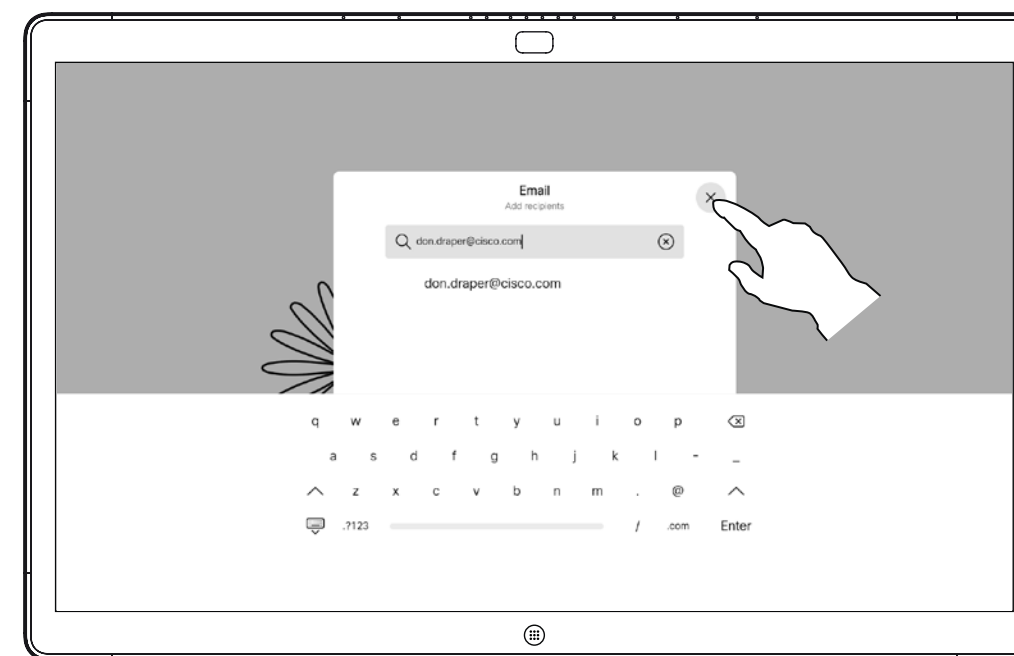 Email
Add recipients
don.draper@cisco.com
don.draper@cisco.com
q w e r t y u i o p
a s d f g h j k l - _
z x c v b n m . @
.?123 / .com Enter